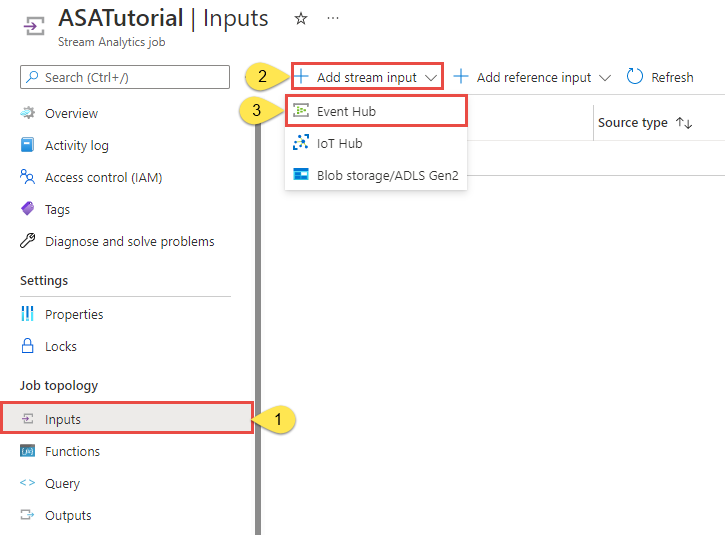 ASATutorial | Inputs
Stream Analytics job
Search (Ctrl+/)
Overview
Activity log
Access control (IAM)
Tags
Diagnose and solve problems
Settings
Properties
Locks
Job topology
Inputs
1
Functions
Query
Outputs
2
Add stream input
Add reference input
Refresh
3
Event Hub
IoT Hub
Blob storage/ADLS Gen2
Source type